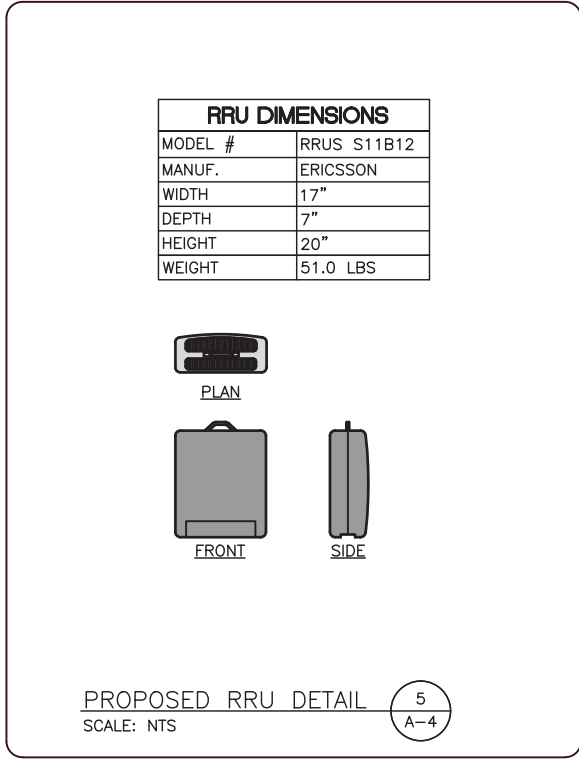 RRU DIMENSIONS
MODEL # RRUS S11B12
MANUF. ERICSSON
WIDTH 17"
DEPTH 7"
HEIGHT 20"
WEIGHT 51.0 LBS
PLAN
FRONT SIDE
PROPOSED RRU DETAIL 5
SCALE: NTS A-4